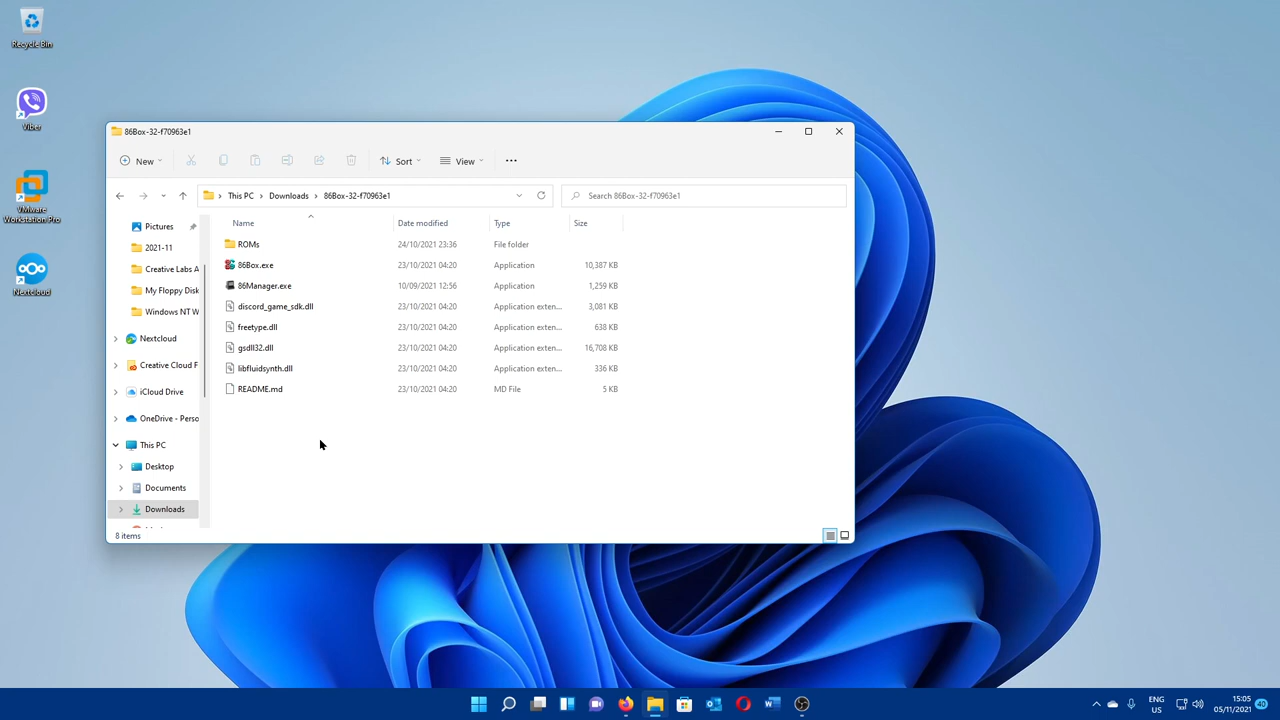 Recycle Bin
Viber
VMware
Workstation Pro
Nextcloud
86Box-32-f70963e1
New
Sort
View
This PC > Downloads > 86Box-32-f70963e1
Search 86Box-32-f70963e1
Pictures
2021-11
Creative Labs A
My Floppy Disk
Windows NT W
Nextcloud
Creative Cloud F
iCloud Drive
OneDrive - Perso
This PC
Desktop
Documents
Downloads
Name Date modified Type Size
ROMs 24/10/2021 23:36 File folder
86Box.exe 23/10/2021 04:20 Application 10,387 KB
86Manager.exe 10/09/2021 12:56 Application 1,259 KB
discord_game_sdk.dll 23/10/2021 04:20 Application exten... 3,081 KB
freetype.dll 23/10/2021 04:20 Application exten... 638 KB
gsdll32.dll 23/10/2021 04:20 Application exten... 16,708 KB
libfluidsynth.dll 23/10/2021 04:20 Application exten... 336 KB
README.md 23/10/2021 04:20 MD File 5 KB
8 items
ENG
US
15:05
05/11/2021